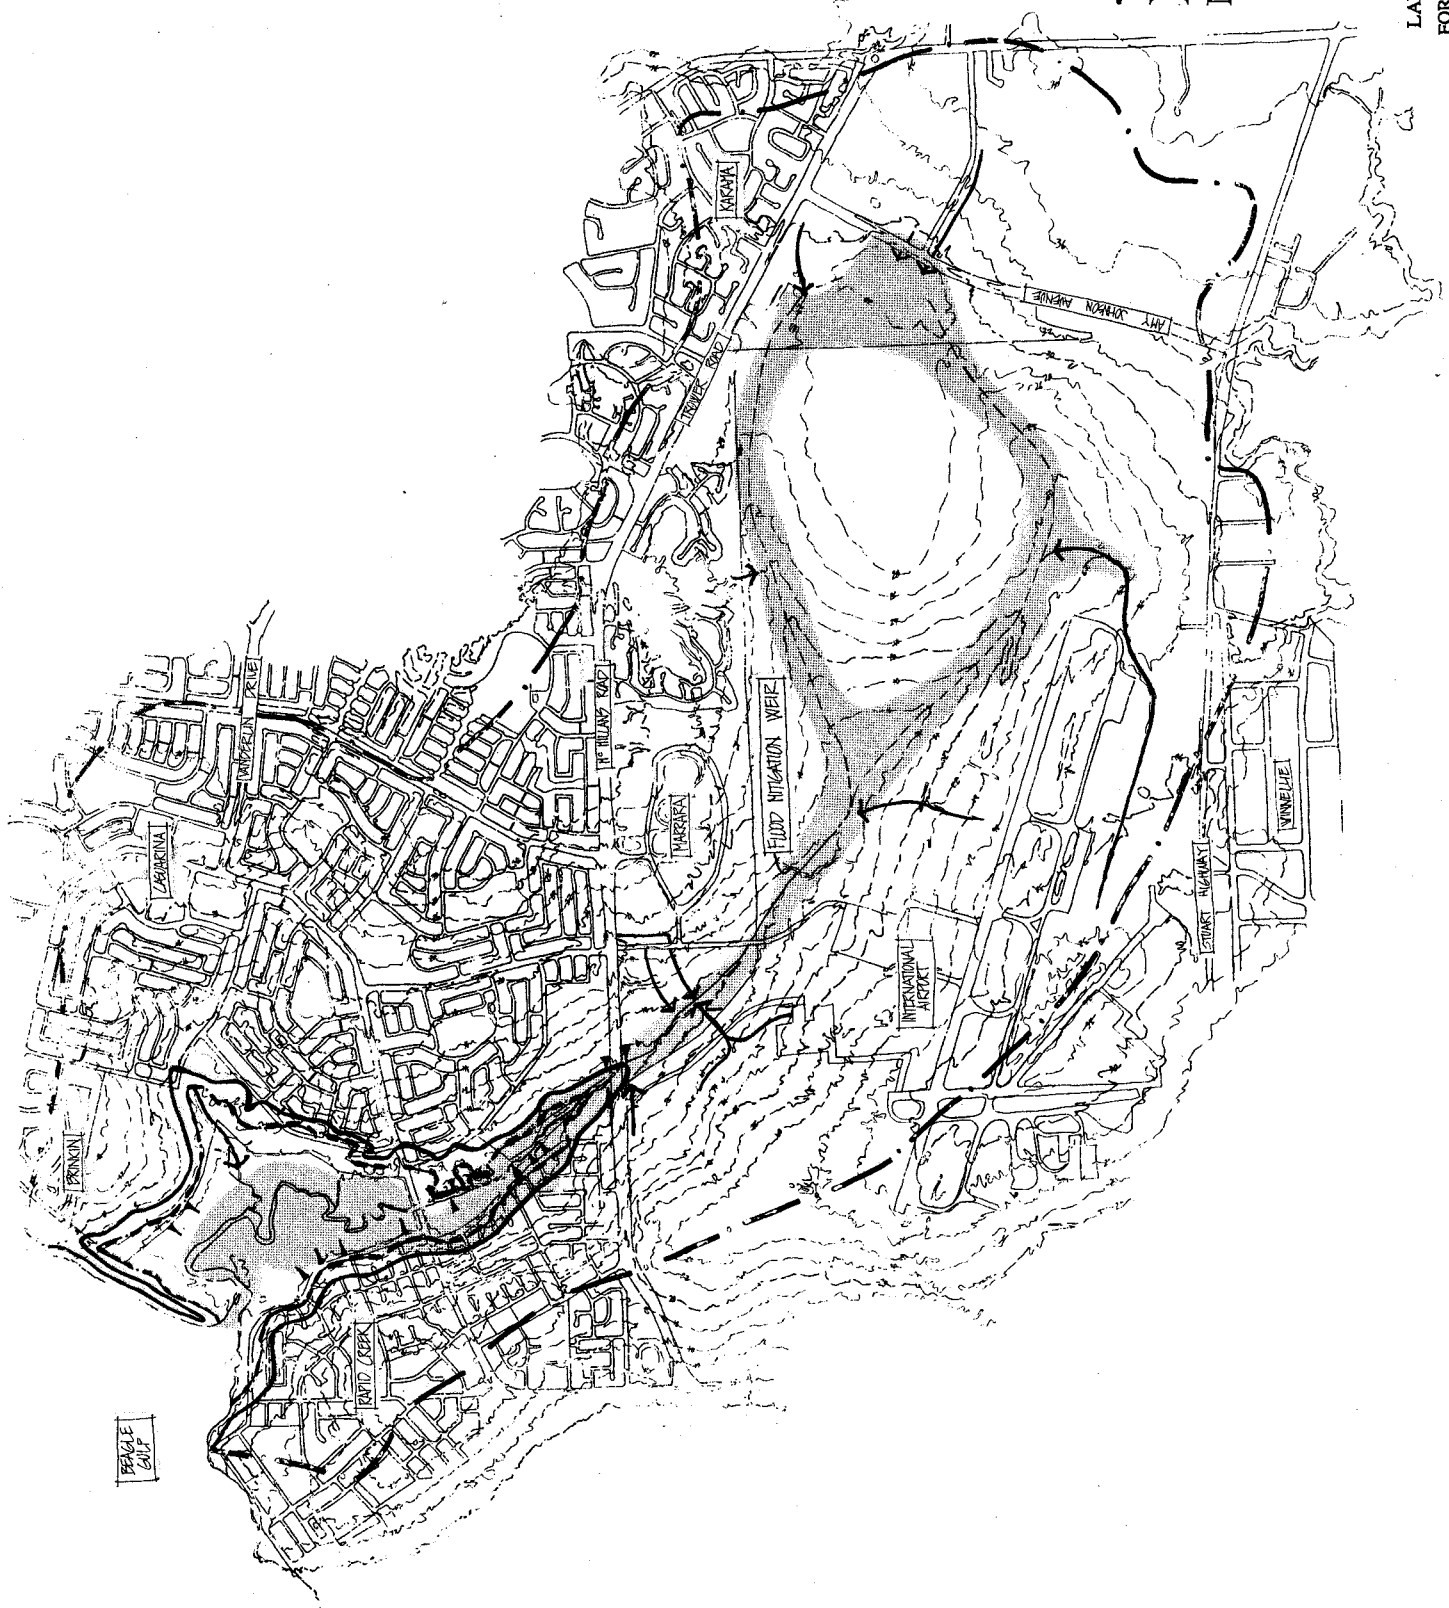 LA
FOR
KARAMA
TROWER ROAD
AMY JOHNSON AVENUE
VANDERLIN DRIVE
Mc MILLANS ROAD
CASUARINA
MARRARA
FLOOD MITIGATION WEIR
WINNELLIE
STUART HIGHWAY
INTERNATIONAL
AIRPORT
BRINKIN
RAPID CREEK
BEAGLE
GULF